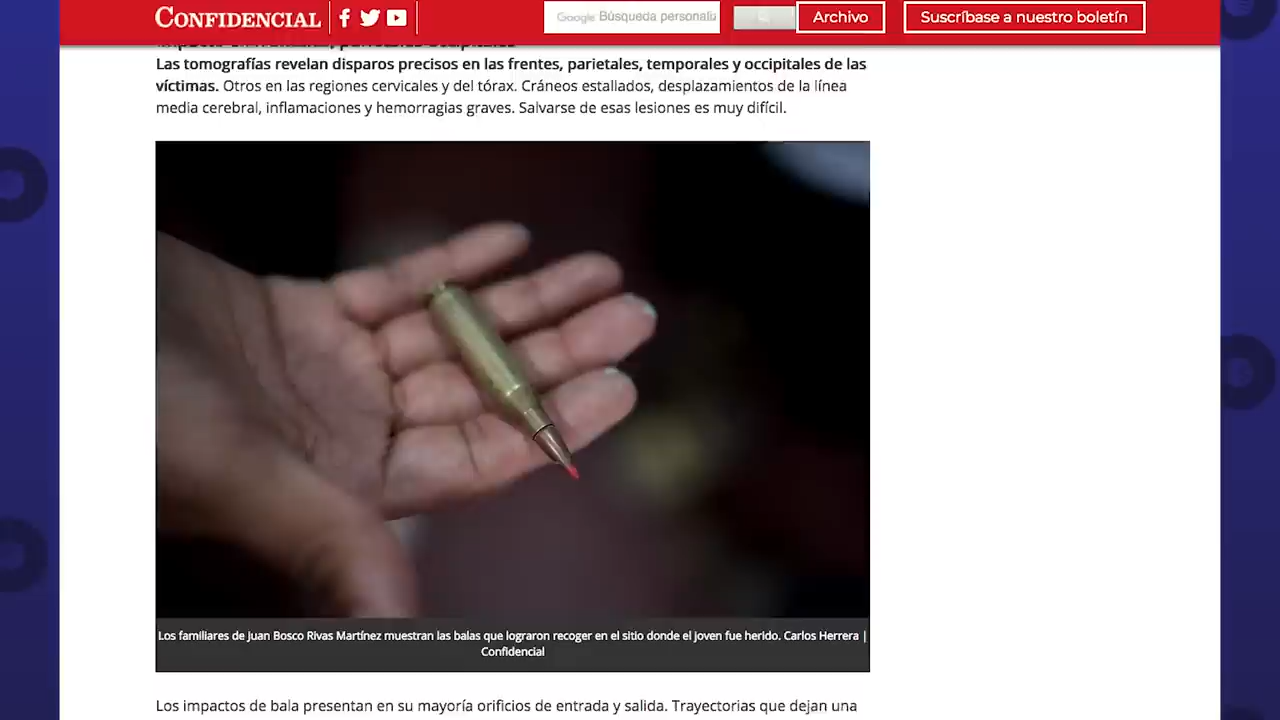 CONFIDENCIAL
Google Búsqueda personaliz
Archivo
Suscríbase a nuestro boletín
Las tomografías revelan disparos precisos en las frentes, parietales, temporales y occipitales de las
víctimas. Otros en las regiones cervicales y del tórax. Cráneos estallados, desplazamientos de la línea
media cerebral, inflamaciones y hemorragias graves. Salvarse de esas lesiones es muy difícil.
Los familiares de Juan Bosco Rivas Martínez muestran las balas que lograron recoger en el sitio donde el joven fue herido. Carlos Herrera |
Confidencial
Los impactos de bala presentan en su mayoría orificios de entrada y salida. Trayectorias que dejan una